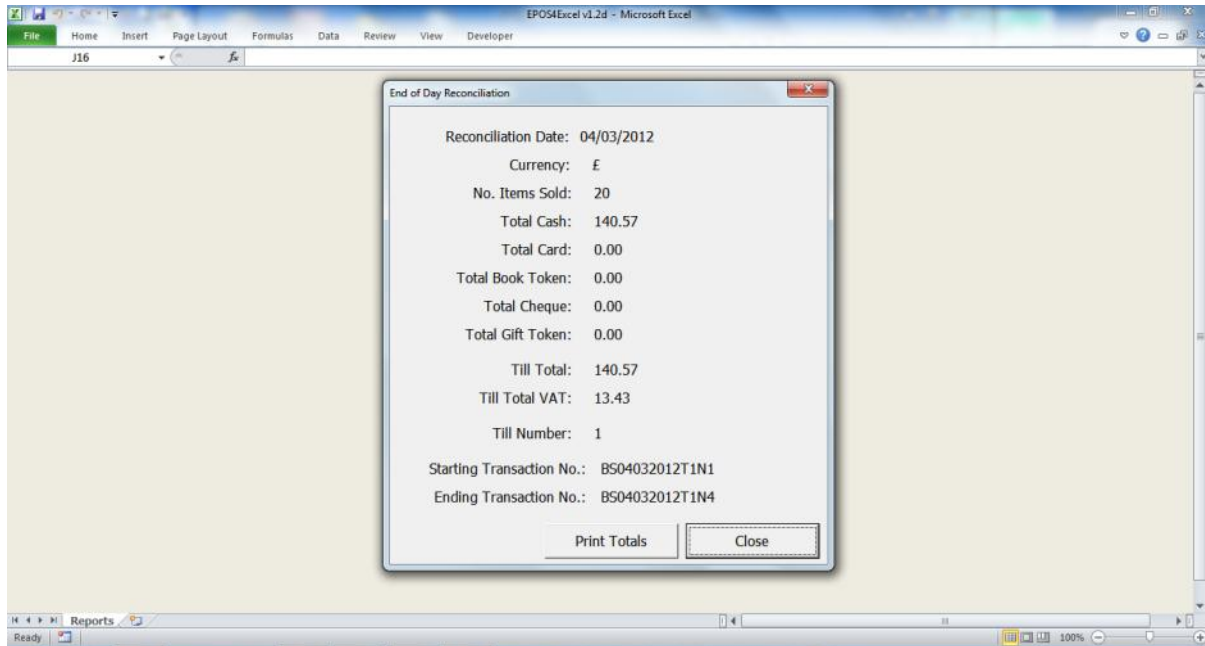 EPOS4Excel v1.2d - Microsoft Excel
File Home Insert Page Layout Formulas Data Review View Developer
J16 fx
End of Day Reconciliation
Reconciliation Date: 04/03/2012
Currency: £
No. Items Sold: 20
Total Cash: 140.57
Total Card: 0.00
Total Book Token: 0.00
Total Cheque: 0.00
Total Gift Token: 0.00
Till Total: 140.57
Till Total VAT: 13.43
Till Number: 1
Starting Transaction No.: BS04032012T1N1
Ending Transaction No.: BS04032012T1N4
Print Totals Close
Reports
Ready 100%